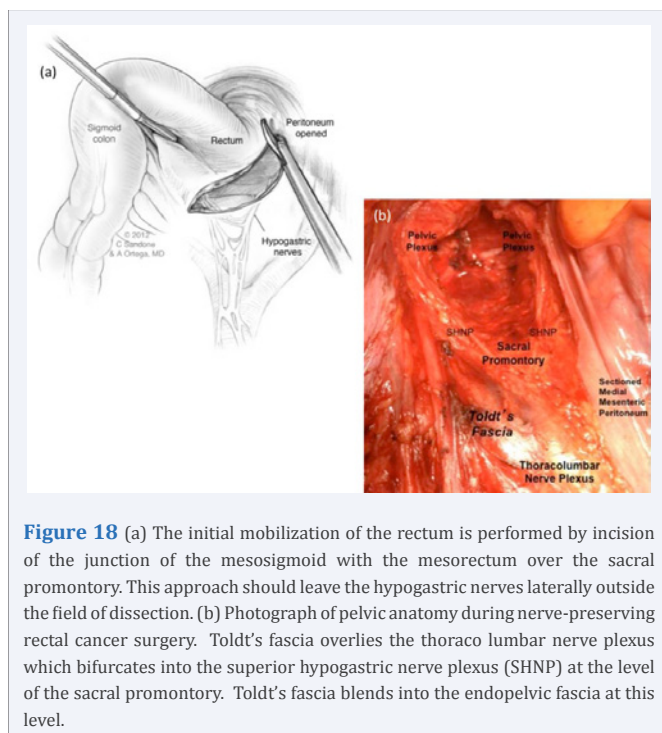 (a)
Sigmoid
colon
Rectum
Peritoneum
opened
Hypogastric
nerves
© 2012
C Sandone
& A Ortega, MD
(b)
Pelvic
Plexus
Pelvic
Plexus
SHNP
SHNP
Sacral
Promontory
Sectioned
Medial
Mesenteric
Peritoneum
Toldt's
Fascia
Thoracolumbar
Nerve Plexus
Figure 18 (a) The initial mobilization of the rectum is performed by incision
of the junction of the mesosigmoid with the mesorectum over the sacral
promontory. This approach should leave the hypogastric nerves laterally outside
the field of dissection. (b) Photograph of pelvic anatomy during nerve-preserving
rectal cancer surgery. Toldt's fascia overlies the thoraco lumbar nerve plexus
which bifurcates into the superior hypogastric nerve plexus (SHNP) at the level
of the sacral promontory. Toldt's fascia blends into the endopelvic fascia at this
level.